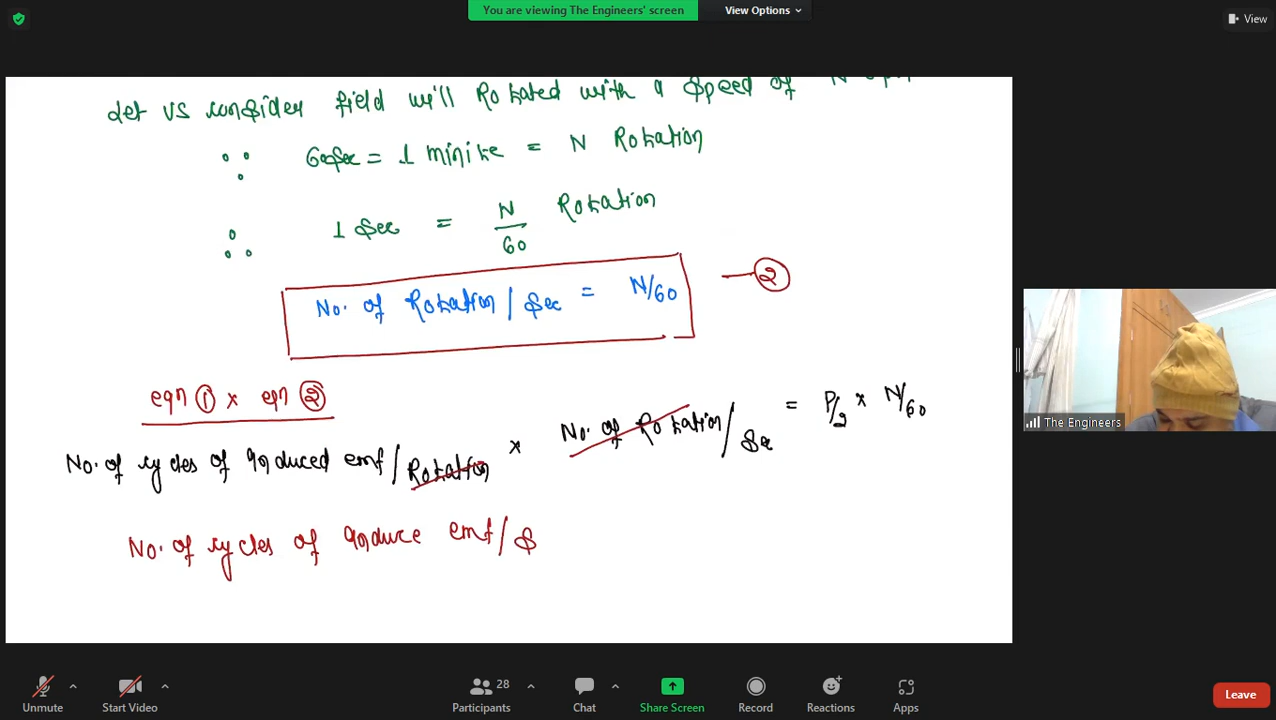 You are viewing The Engineers' screen
View Options
View
Let us consider field will Rotated with a speed of N rpm
∵ 60sec = 1 minite = N Rotation
∴ 1 Sec = N/60 Rotation
No. of Rotation / Sec = N/60 — ②
eqn ① × eqn ②
No. of cycles of Induced emf / Rotation × No. of Rotation / Sec = P/2 × N/60
No. of cycles of Induce emf / S
The Engineers
Unmute
Start Video
28
Participants
Chat
Share Screen
Record
Reactions
Apps
Leave